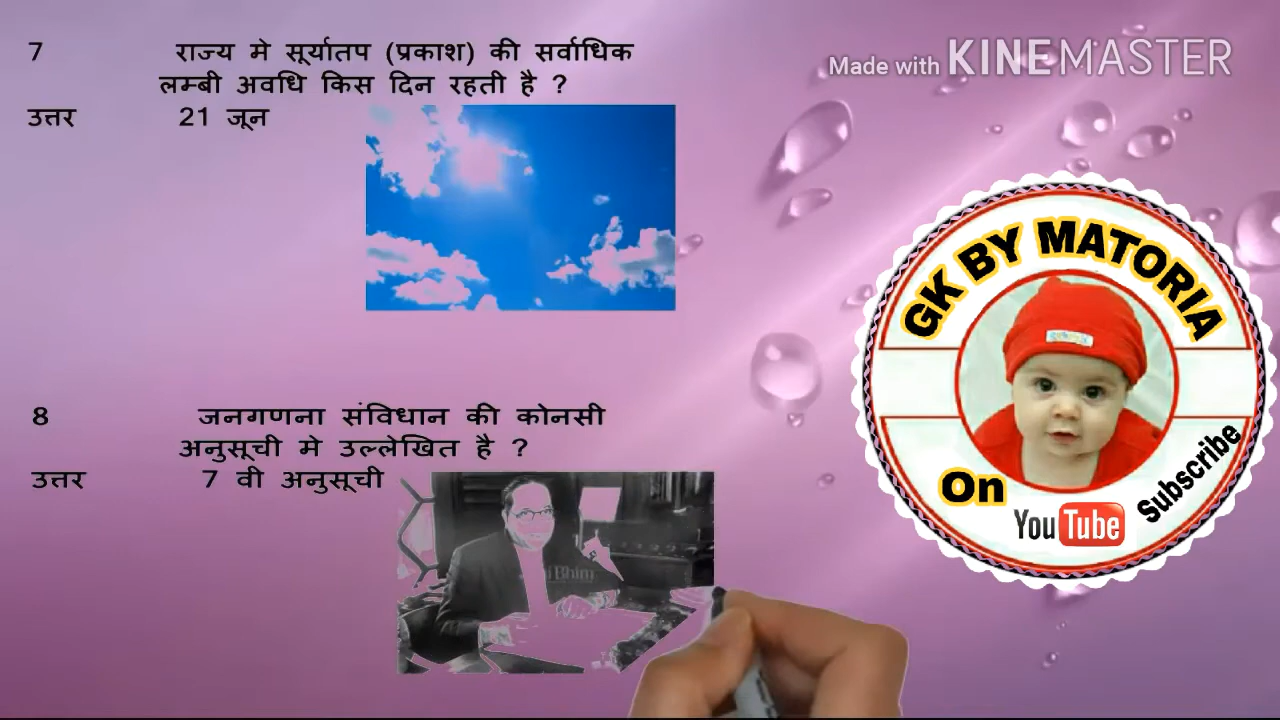 Made with KINEMASTER
7 राज्य मे सूर्यातप (प्रकाश) की सर्वाधिक
लम्बी अवधि किस दिन रहती है ?
उत्तर 21 जून
8 जनगणना संविधान की कोनसी
अनुसूची मे उल्लेखित है ?
उत्तर 7 वी अनुसूची
GK BY MATORIA
On
YouTube
Subscribe